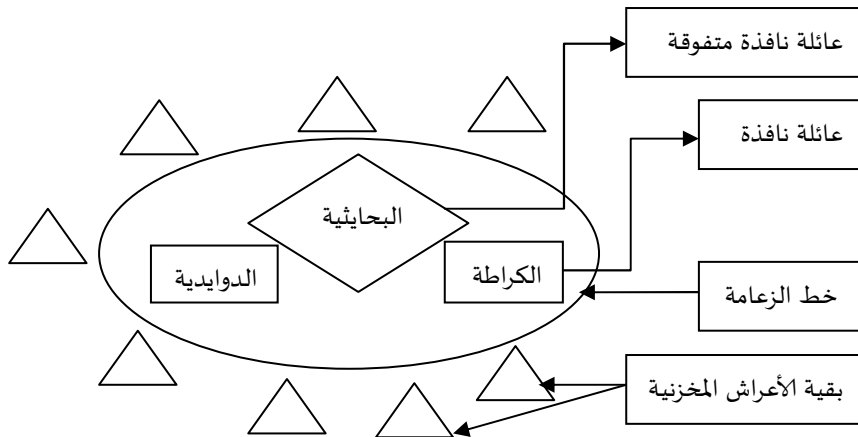 عائلة نافذة متفوقة
عائلة نافذة
البحايثية
الكراطة
الدوايدية
خط الزعامة
بقية الأعراش المخزنية